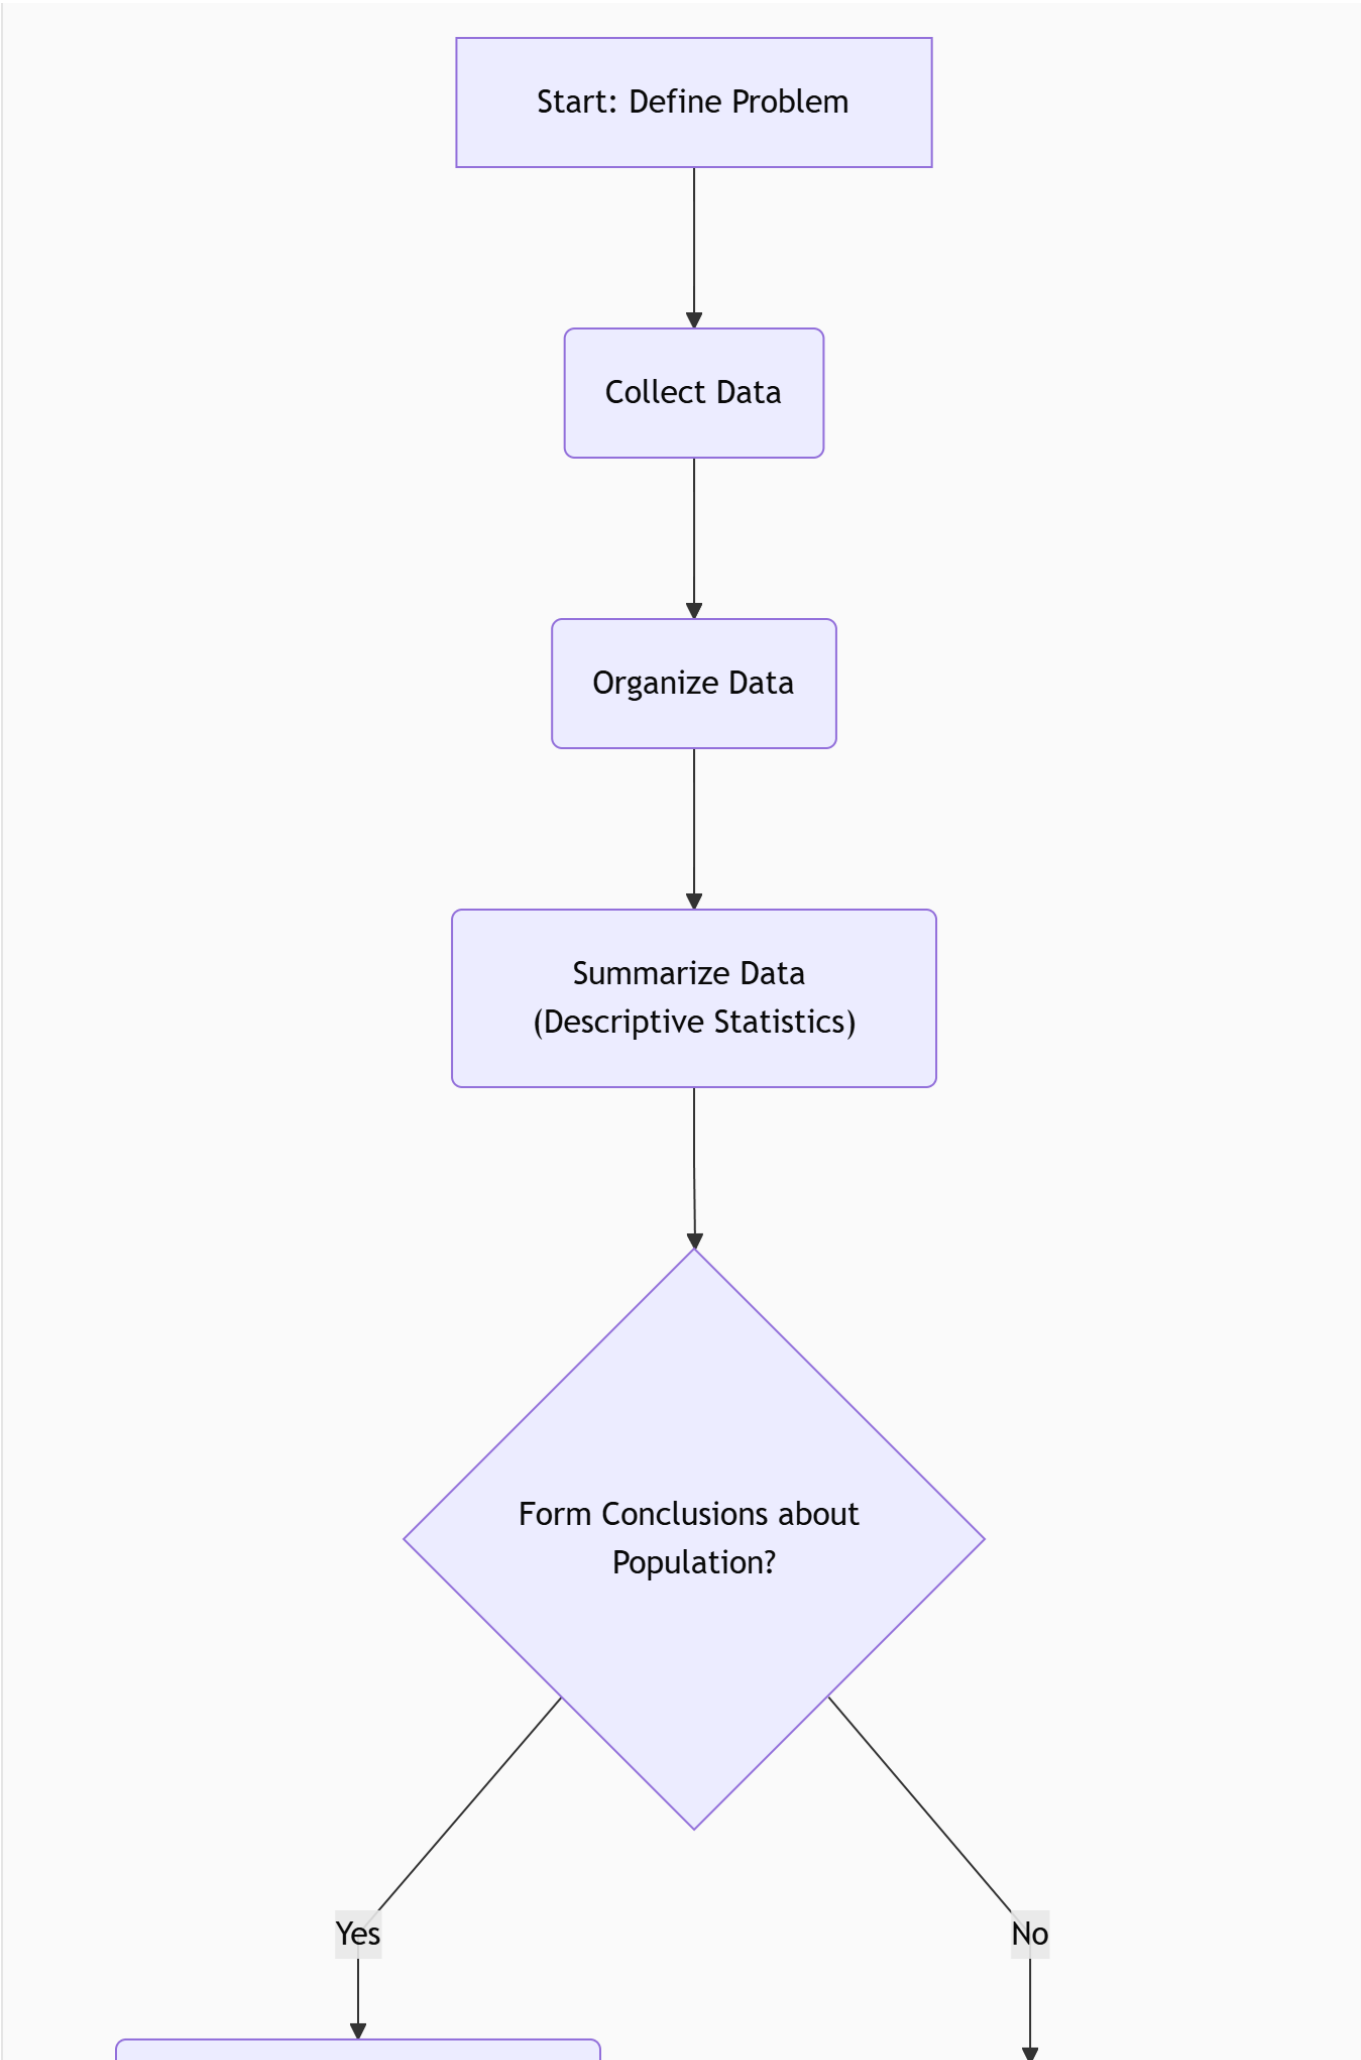 Start: Define Problem
Collect Data
Organize Data
Summarize Data
(Descriptive Statistics)
Form Conclusions about
Population?
Yes
No